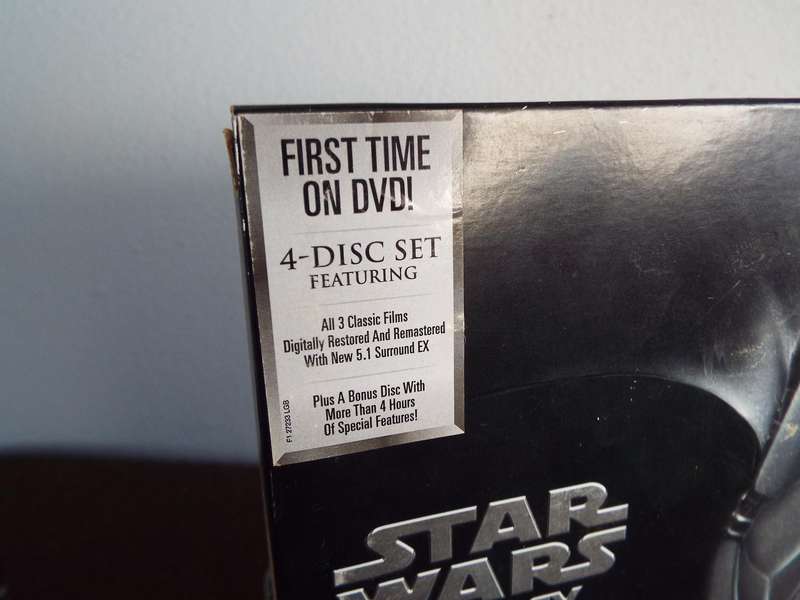 FIRST TIME
ON DVD!
4-DISC SET
FEATURING
All 3 Classic Films
Digitally Restored And Remastered
With New 5.1 Surround EX
Plus A Bonus Disc With
More Than 4 Hours
Of Special Features!
F1 27233 LGB
STAR
WARS